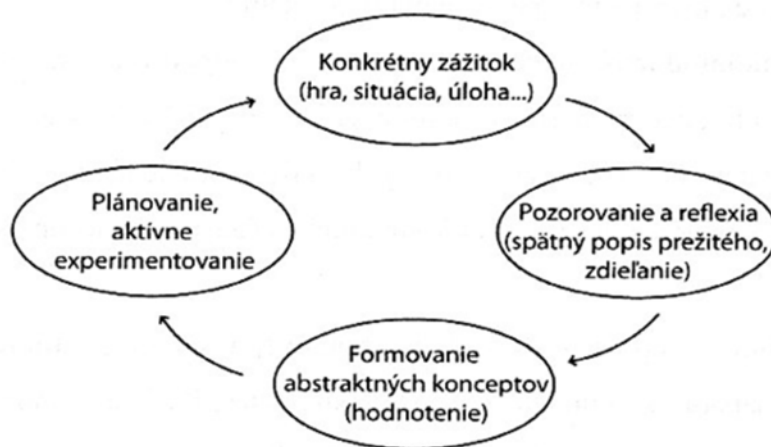 Konkrétny zážitok
(hra, situácia, úloha...)
Pozorovanie a reflexia
(spätný popis prežitého,
zdieľanie)
Formovanie
abstraktných konceptov
(hodnotenie)
Plánovanie,
aktívne
experimentovanie